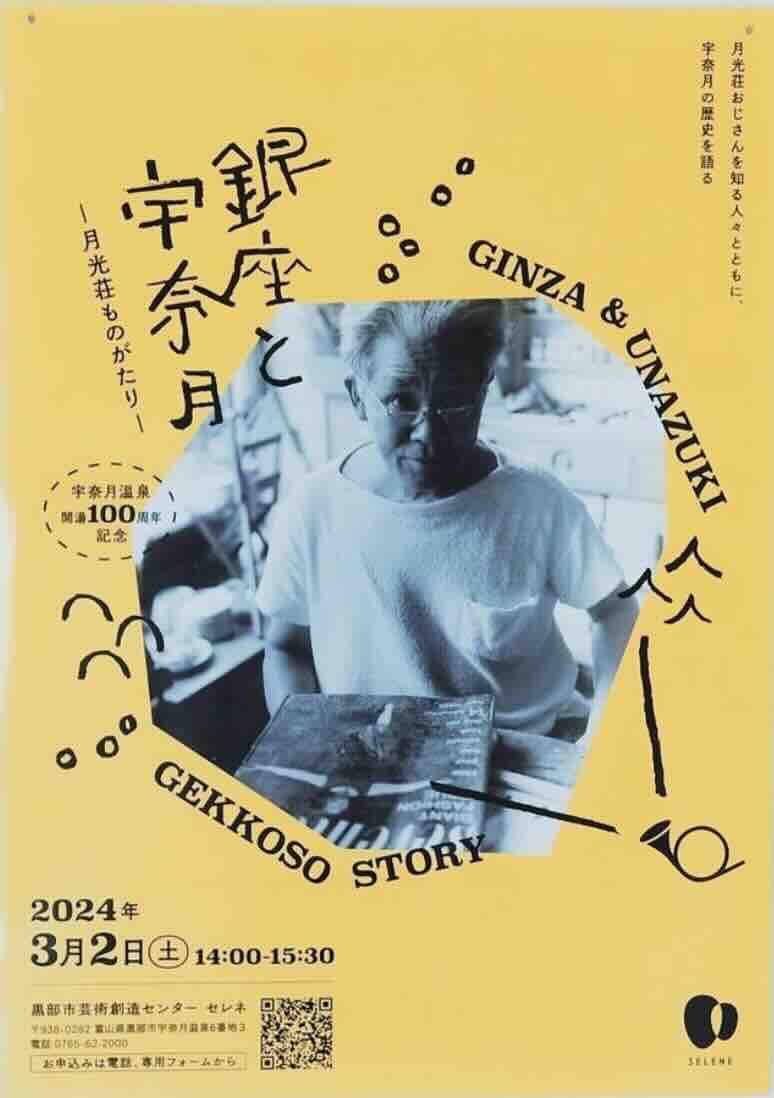 月光荘おじさんを知る人々とともに、
宇奈月の歴史を語る
銀座と
宇奈月
―月光荘ものがたり―
GINZA & UNAZUKI
宇奈月温泉
開湯100周年
記念
GIANT
FASHION
GEKKOSO STORY
2024年
3月2日(土) 14:00-15:30
黒部市芸術創造センター セレネ
〒938-0282 富山県黒部市宇奈月温泉6番地3
電話 0765-62-2000
お申込みは電話、専用フォームから
SELENE